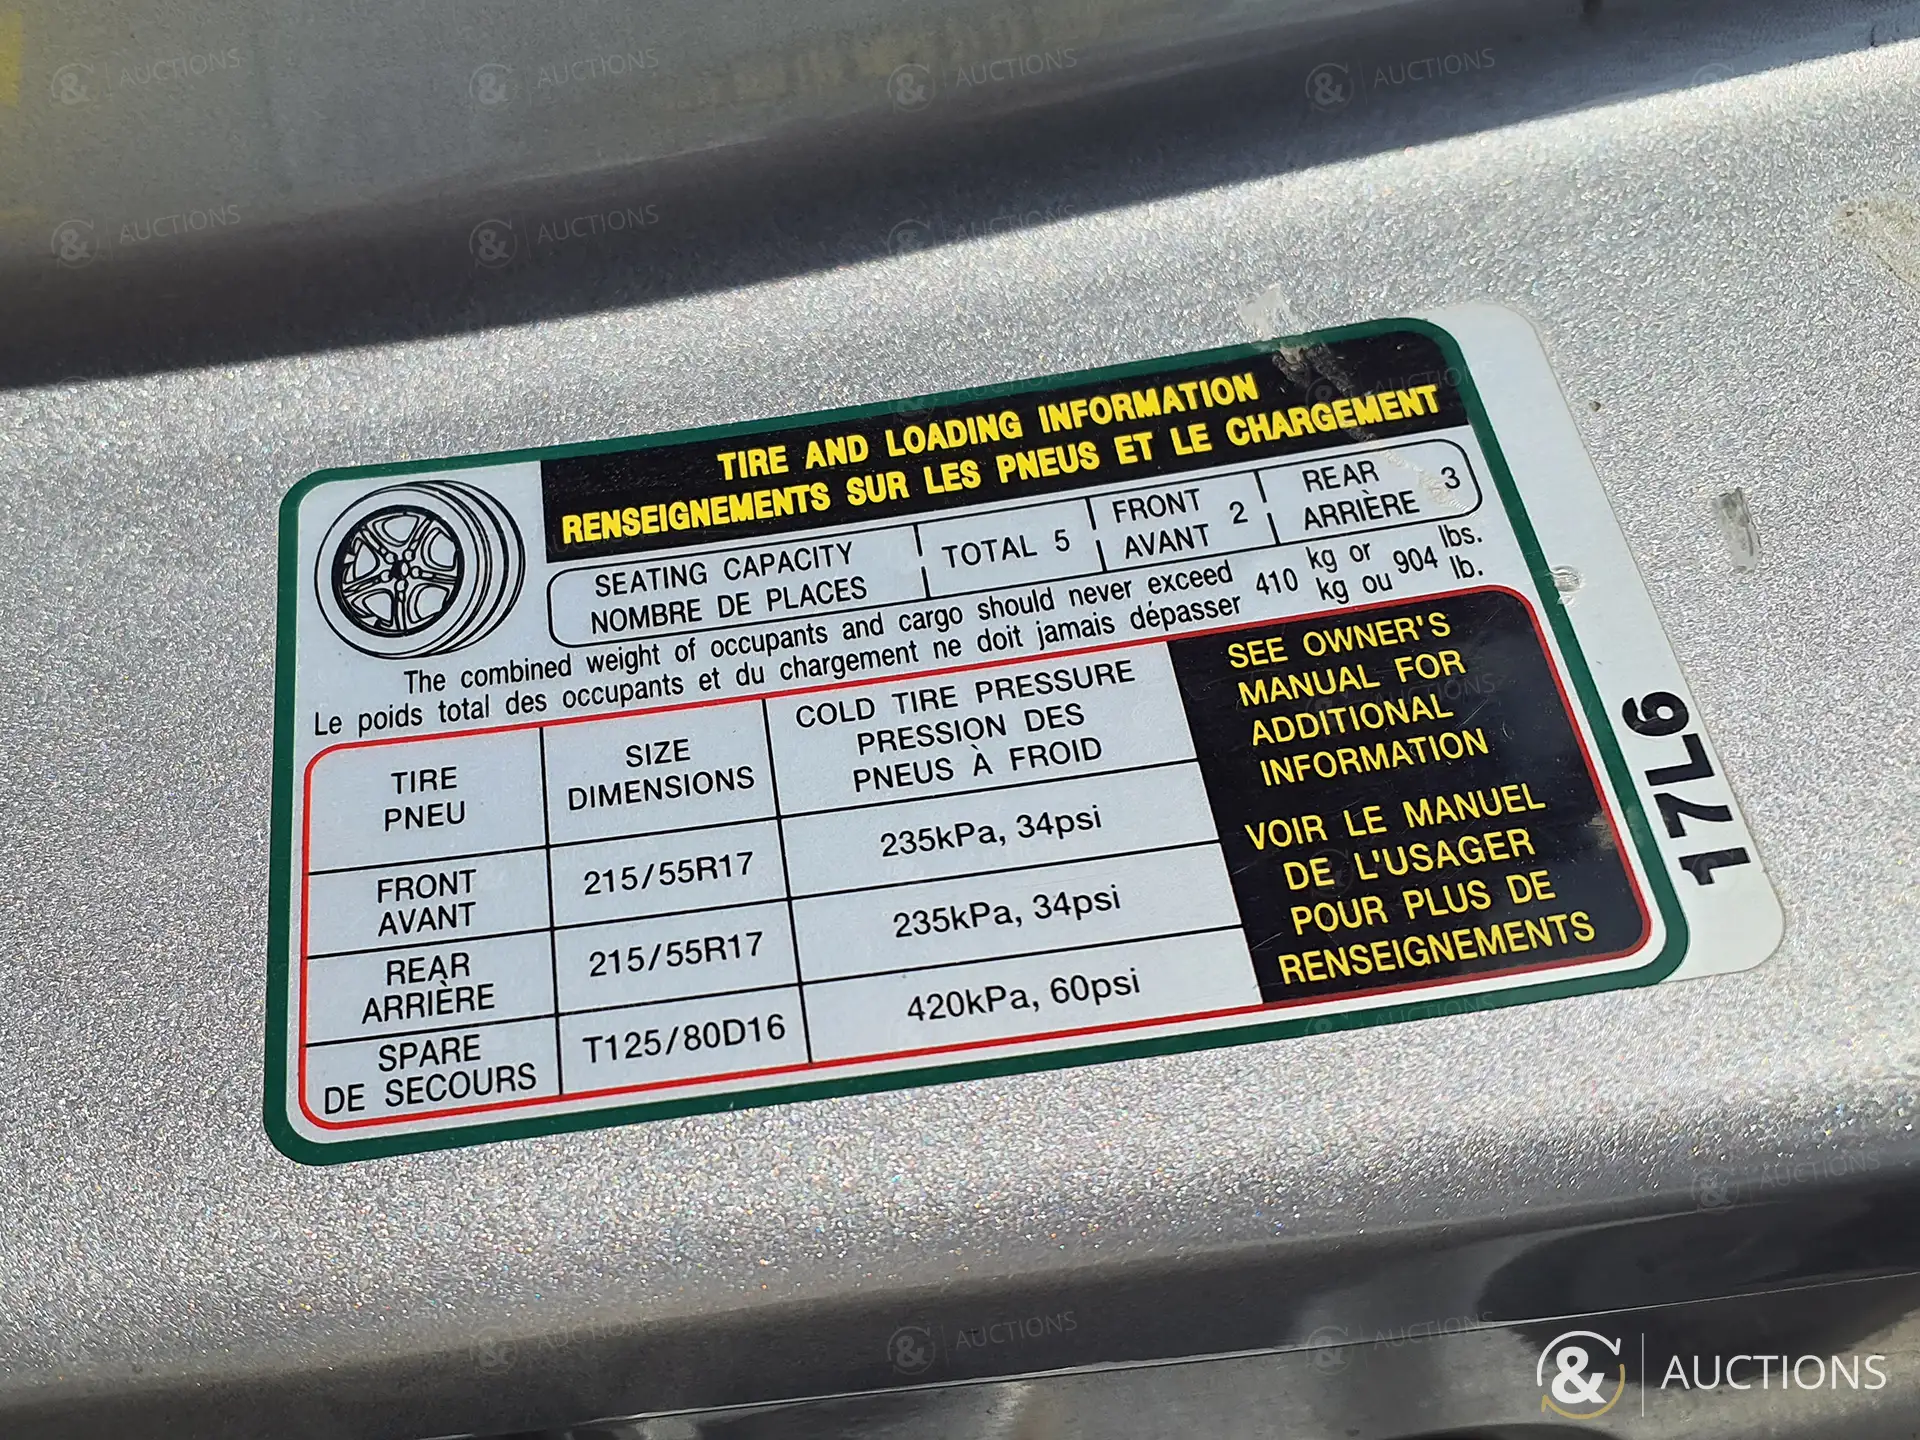 TIRE AND LOADING INFORMATION
RENSEIGNEMENTS SUR LES PNEUS ET LE CHARGEMENT
SEATING CAPACITY
NOMBRE DE PLACES
TOTAL 5
FRONT
AVANT
2
REAR
ARRIÈRE
3
The combined weight of occupants and cargo should never exceed
Le poids total des occupants et du chargement ne doit jamais dépasser
410
kg or
kg ou
904
lbs.
lb.
TIRE
PNEU
SIZE
DIMENSIONS
COLD TIRE PRESSURE
PRESSION DES
PNEUS À FROID
FRONT
AVANT
215/55R17
235kPa, 34psi
REAR
ARRIÈRE
215/55R17
235kPa, 34psi
SPARE
DE SECOURS
T125/80D16
420kPa, 60psi
SEE OWNER'S
MANUAL FOR
ADDITIONAL
INFORMATION
VOIR LE MANUEL
DE L'USAGER
POUR PLUS DE
RENSEIGNEMENTS
1716
& AUCTIONS